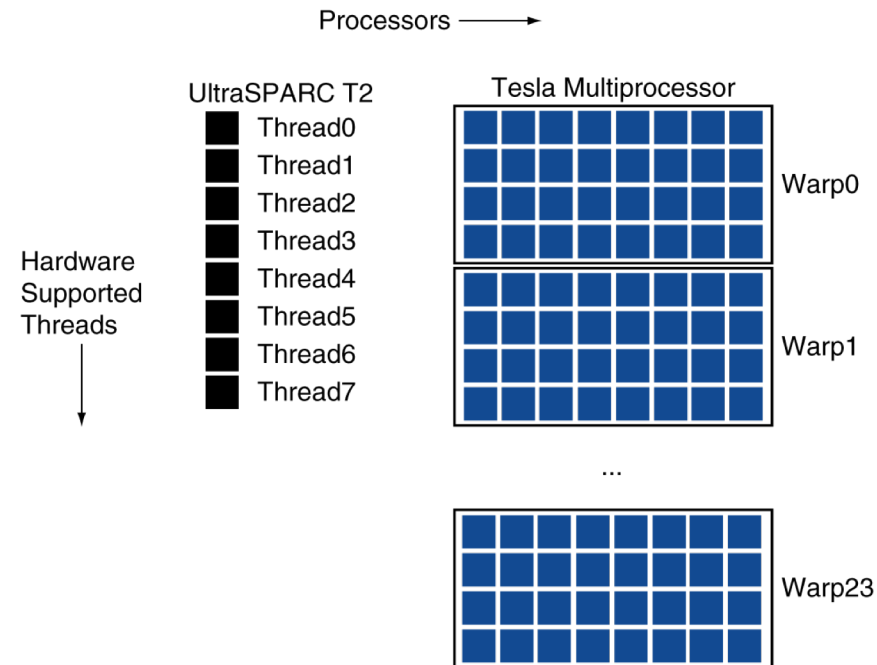 Processors
UltraSPARC T2
Tesla Multiprocessor
Thread0
Thread1
Thread2
Thread3
Thread4
Thread5
Thread6
Thread7
Hardware
Supported
Threads
Warp0
Warp1
...
Warp23